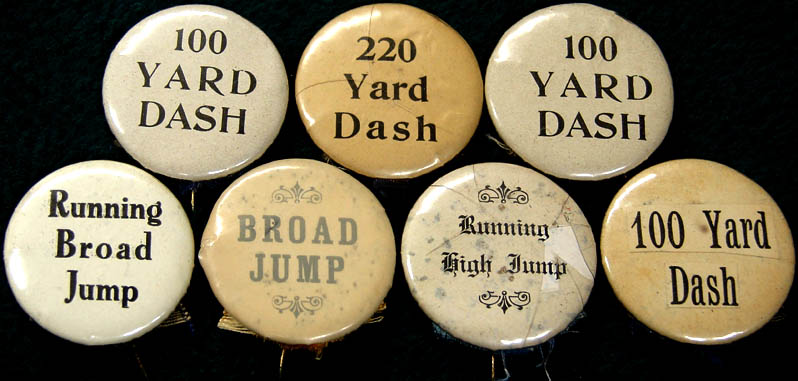 100
YARD
DASH
220
Yard
Dash
100
YARD
DASH
Running
Broad
Jump
BROAD
JUMP
Running
High Jump
100 Yard
Dash